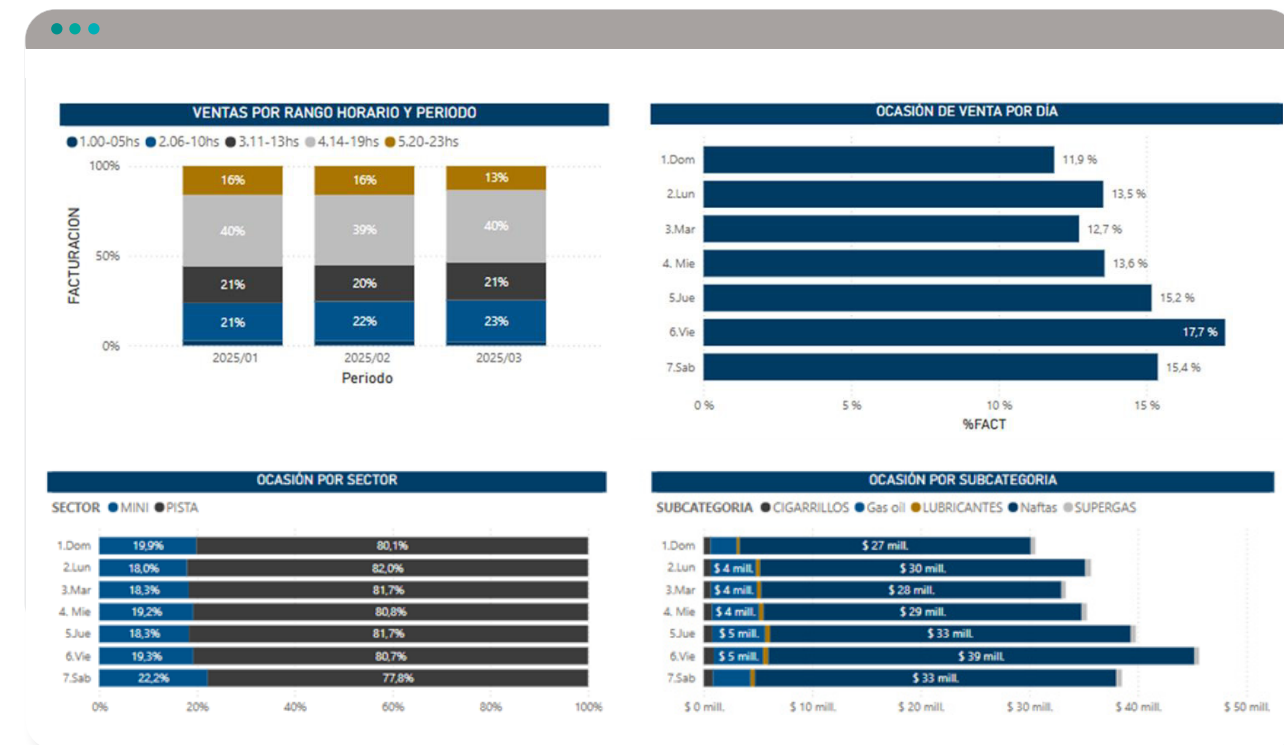 VENTAS POR RANGO HORARIO Y PERIODO
1.00-05hs 2.06-10hs 3.11-13hs 4.14-19hs 5.20-23hs
100%
50%
0%
FACTURACION
16% 16% 13%
40% 39% 40%
21% 20% 21%
21% 22% 23%
2025/01 2025/02 2025/03
Periodo
OCASIÓN DE VENTA POR DÍA
1.Dom 11,9 %
2.Lun 13,5 %
3.Mar 12,7 %
4. Mie 13,6 %
5.Jue 15,2 %
6.Vie 17,7 %
7.Sab 15,4 %
0 % 5 % 10 % 15 %
%FACT
OCASIÓN POR SECTOR
SECTOR MINI PISTA
1.Dom 19,9% 80,1%
2.Lun 18,0% 82,0%
3.Mar 18,3% 81,7%
4. Mie 19,2% 80,8%
5.Jue 18,3% 81,7%
6.Vie 19,3% 80,7%
7.Sab 22,2% 77,8%
0% 20% 40% 60% 80% 100%
OCASIÓN POR SUBCATEGORIA
SUBCATEGORIA CIGARRILLOS Gas oil LUBRICANTES Naftas SUPERGAS
1.Dom $ 27 mill.
2.Lun $ 4 mill. $ 30 mill.
3.Mar $ 4 mill. $ 28 mill.
4. Mie $ 4 mill. $ 29 mill.
5.Jue $ 5 mill. $ 33 mill.
6.Vie $ 5 mill. $ 39 mill.
7.Sab $ 33 mill.
$ 0 mill. $ 10 mill. $ 20 mill. $ 30 mill. $ 40 mill. $ 50 mill.